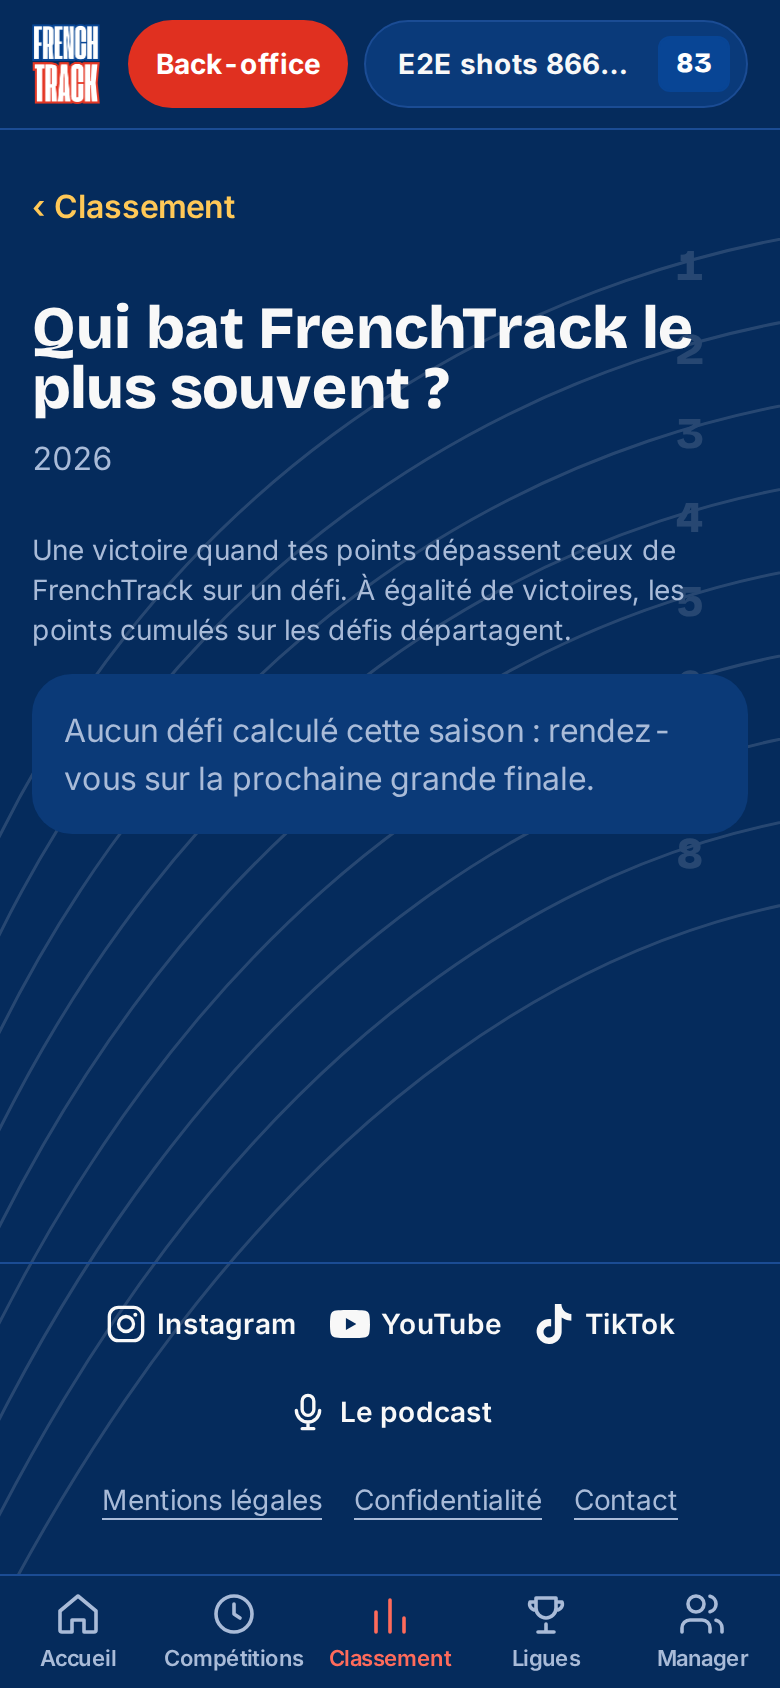 FRENCH
TRACK
Back-office
E2E shots 866...
83
‹ Classement
1
Qui bat FrenchTrack le
2
plus souvent ?
3
2026
4
Une victoire quand tes points dépassent ceux de
FrenchTrack sur un défi. À égalité de victoires, les
5
points cumulés sur les défis départagent.
Aucun défi calculé cette saison : rendez-
vous sur la prochaine grande finale.
8
Instagram
YouTube
TikTok
Le podcast
Mentions légales
Confidentialité
Contact
Accueil
Compétitions
Classement
Ligues
Manager